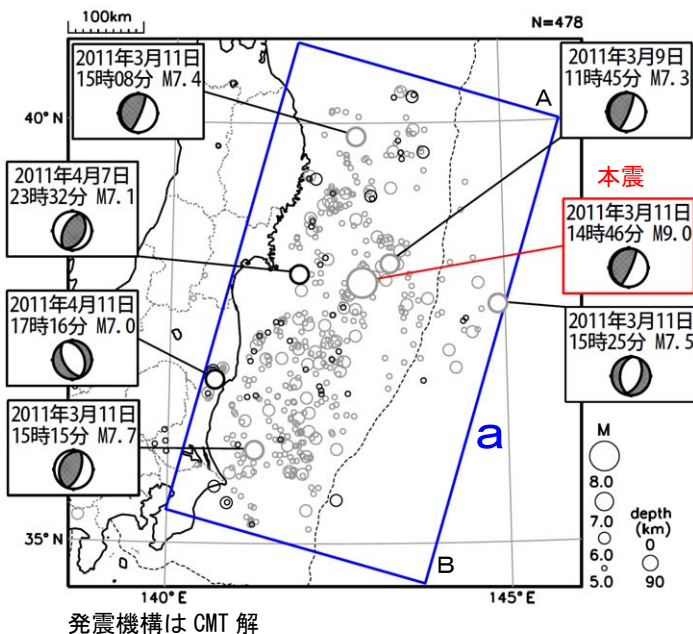 100km
N=478
2011年3月11日
15時08分 M7.4
2011年3月9日
11時45分 M7.3
40°N
A
2011年4月7日
23時32分 M7.1
本震
2011年3月11日
14時46分 M9.0
2011年4月11日
17時16分 M7.0
2011年3月11日
15時25分 M7.5
2011年3月11日
15時15分 M7.7
a
M
8.0
7.0
6.0
5.0
depth
(km)
0
90
35°N
B
140°E
145°E
発震機構は CMT 解